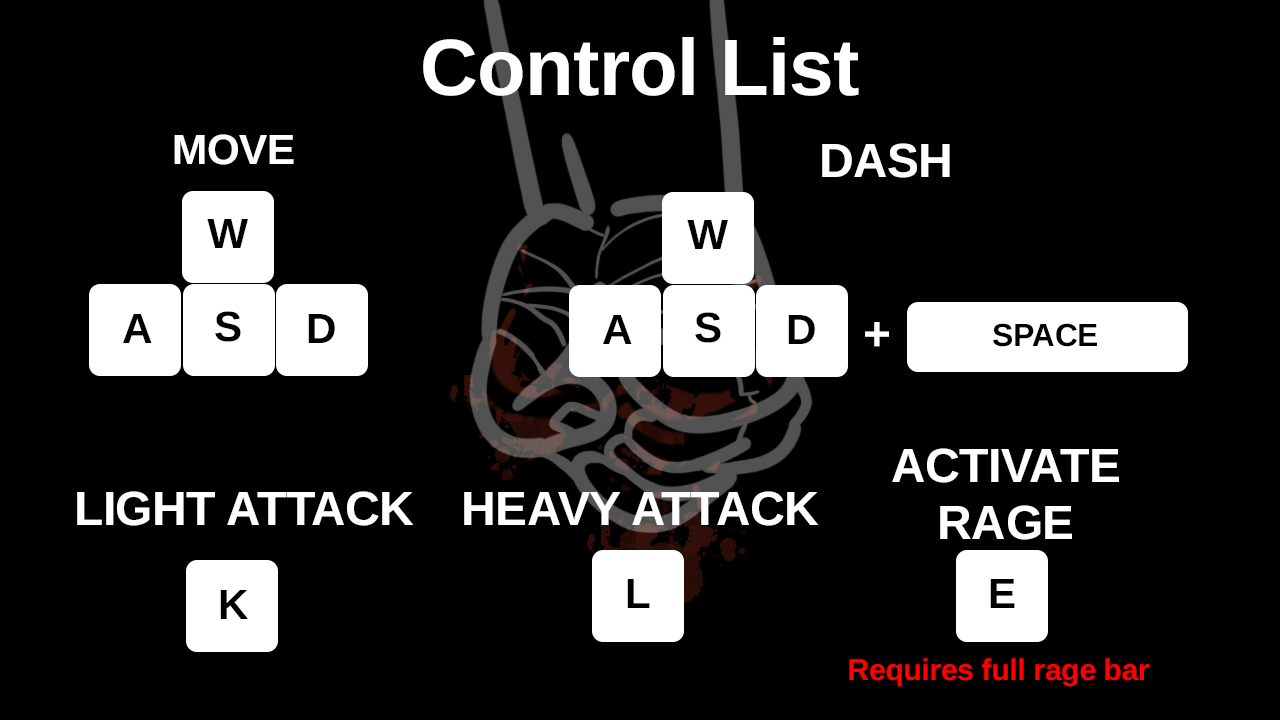 Control List
MOVE
DASH
W
A S D
W
A S D + SPACE
LIGHT ATTACK
K
HEAVY ATTACK
L
ACTIVATE
RAGE
E
Requires full rage bar